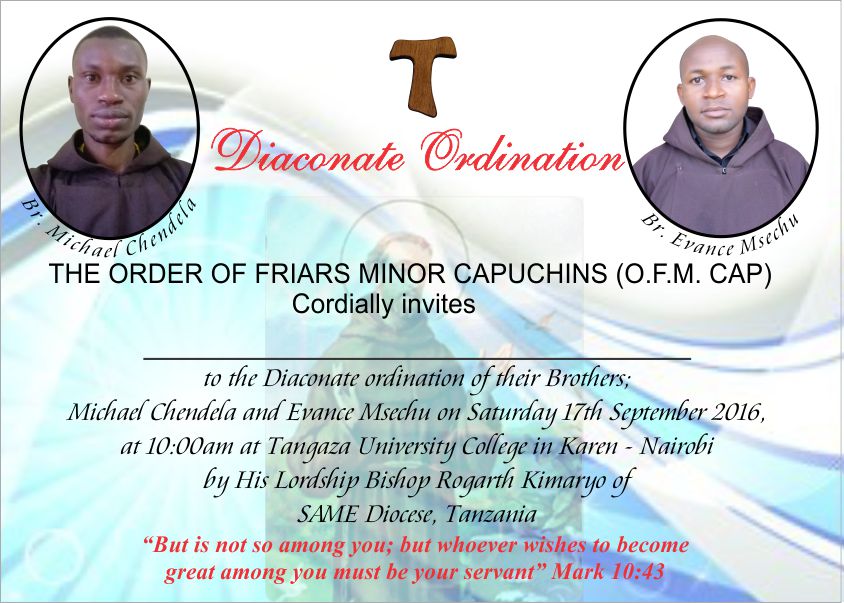 Diaconate Ordination
Br. Michael Chendela
Br. Evance Msechu
THE ORDER OF FRIARS MINOR CAPUCHINS (O.F.M. CAP)
Cordially invites
to the Diaconate ordination of their Brothers;
Michael Chendela and Evance Msechu on Saturday 17th September 2016,
at 10:00am at Tangaza University College in Karen - Nairobi
by His Lordship Bishop Rogarth Kimaryo of
SAME Diocese, Tanzania
“But is not so among you; but whoever wishes to become
great among you must be your servant” Mark 10:43